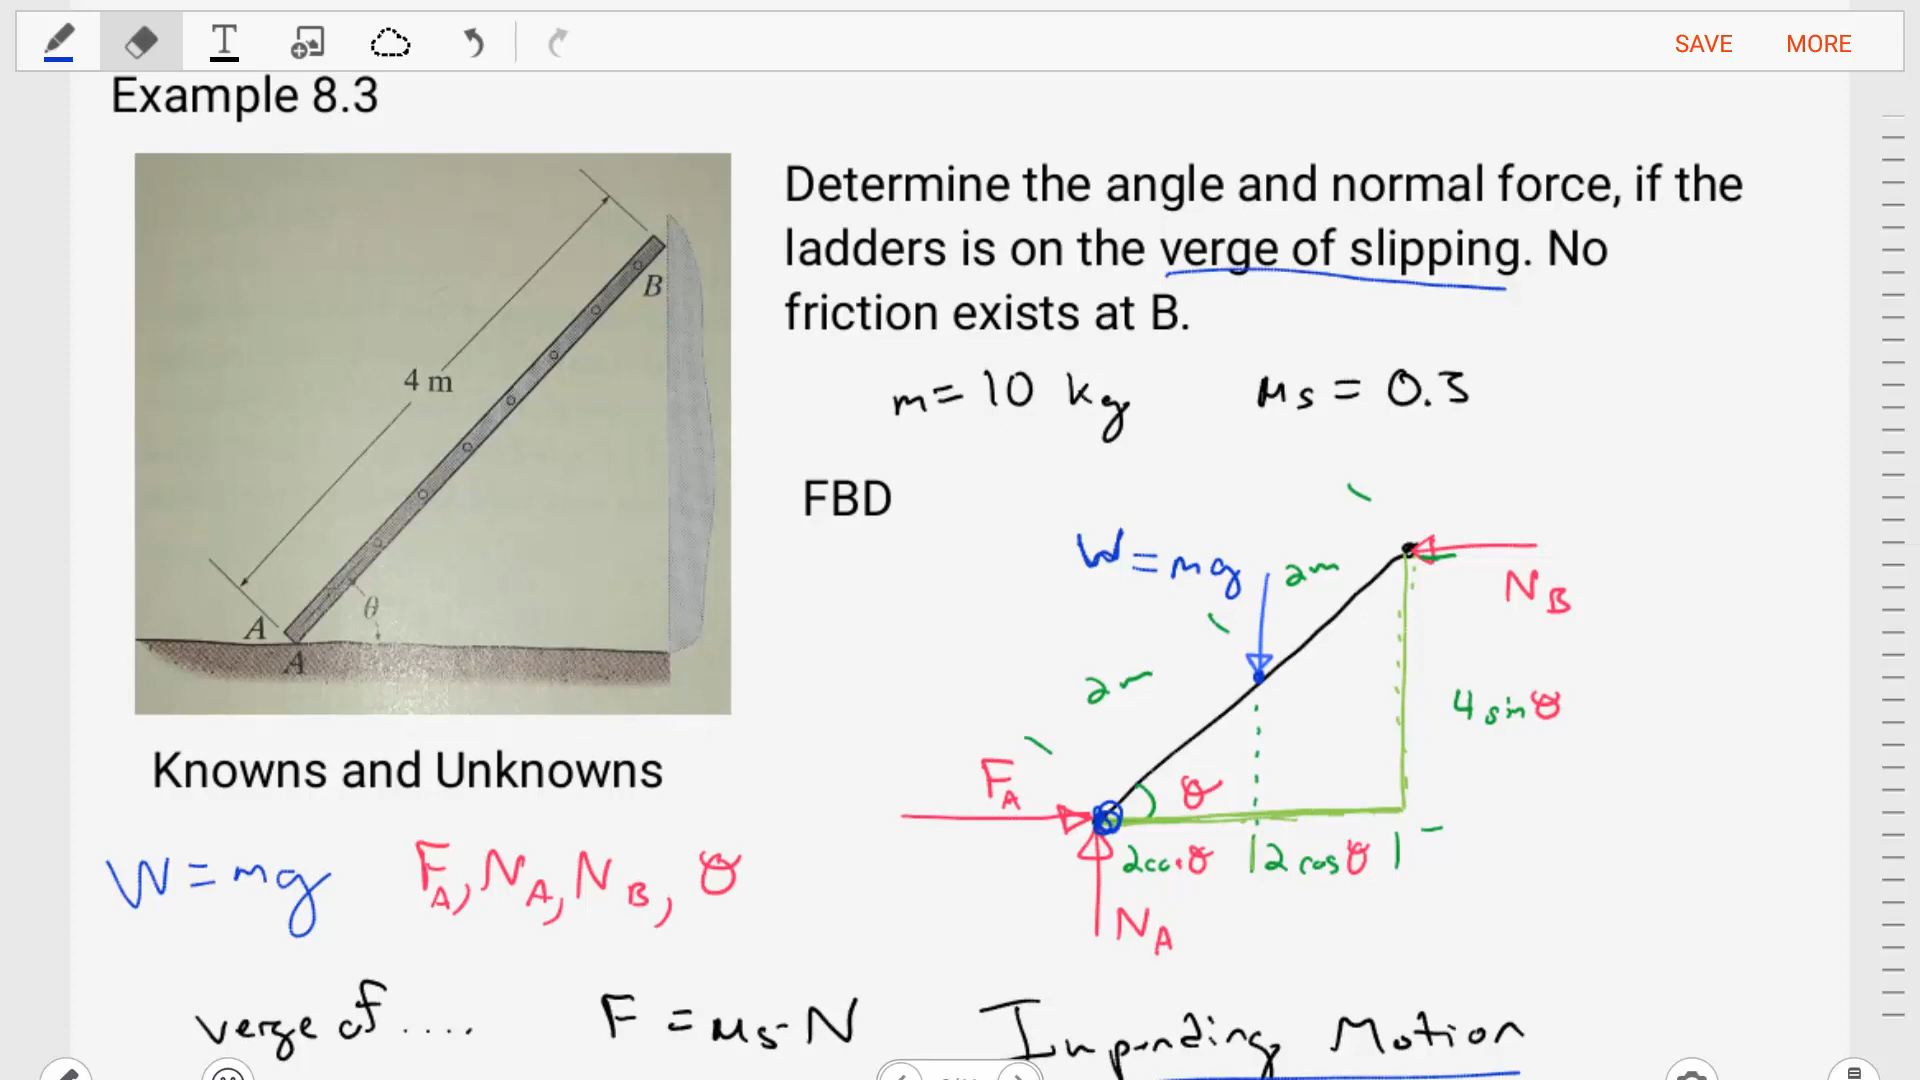 T
SAVE MORE
Example 8.3
Determine the angle and normal force, if the
ladders is on the verge of slipping. No
friction exists at B.
m = 10 kg μs = 0.3
4 m
B
A
θ
A
FBD
W = mg
2m
NB
2m
4 sinθ
FA
θ
2cosθ 2 cosθ
NA
Knowns and Unknowns
W = mg FA, NA, NB, θ
verge of .... F = μs·N Impending Motion